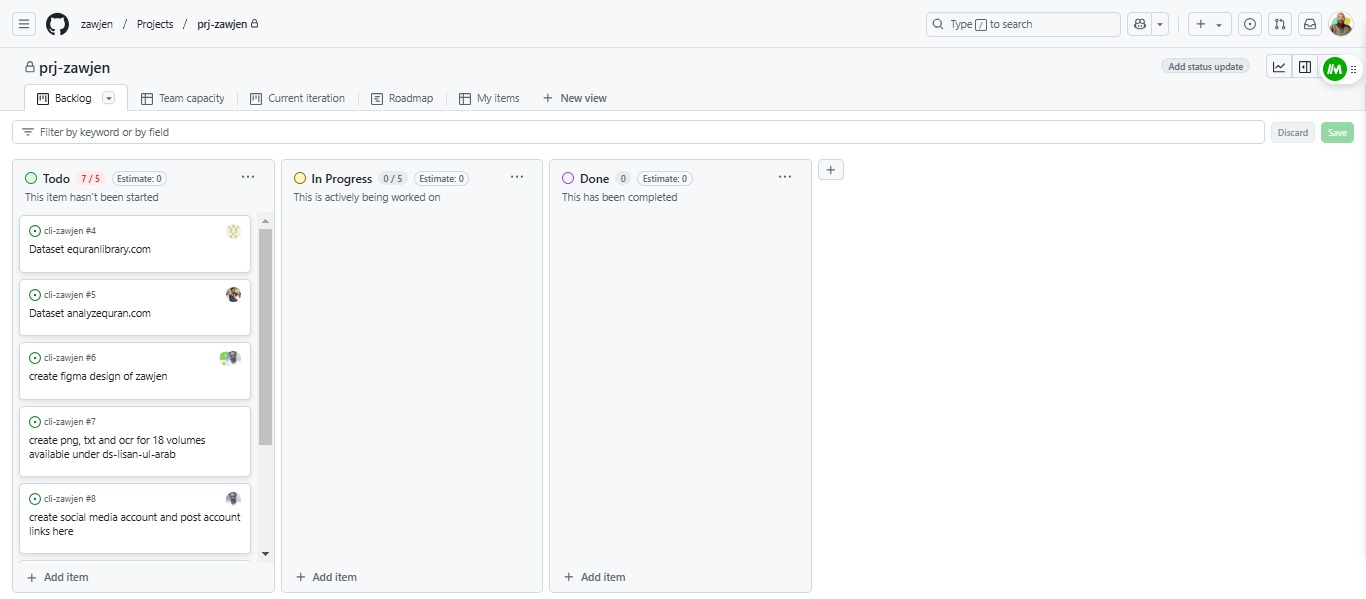 zawjen / Projects / prj-zawjen
Type / to search
prj-zawjen
Add status update
Backlog
Team capacity
Current iteration
Roadmap
My items
New view
Filter by keyword or by field
Discard
Save
Todo 7 / 5 Estimate: 0
This item hasn't been started
cli-zawjen #4
Dataset equranlibrary.com
cli-zawjen #5
Dataset analyzequran.com
cli-zawjen #6
create figma design of zawjen
cli-zawjen #7
create png, txt and ocr for 18 volumes
available under ds-lisan-ul-arab
cli-zawjen #8
create social media account and post account
links here
Add item
In Progress 0 / 5 Estimate: 0
This is actively being worked on
Add item
Done 0 Estimate: 0
This has been completed
Add item